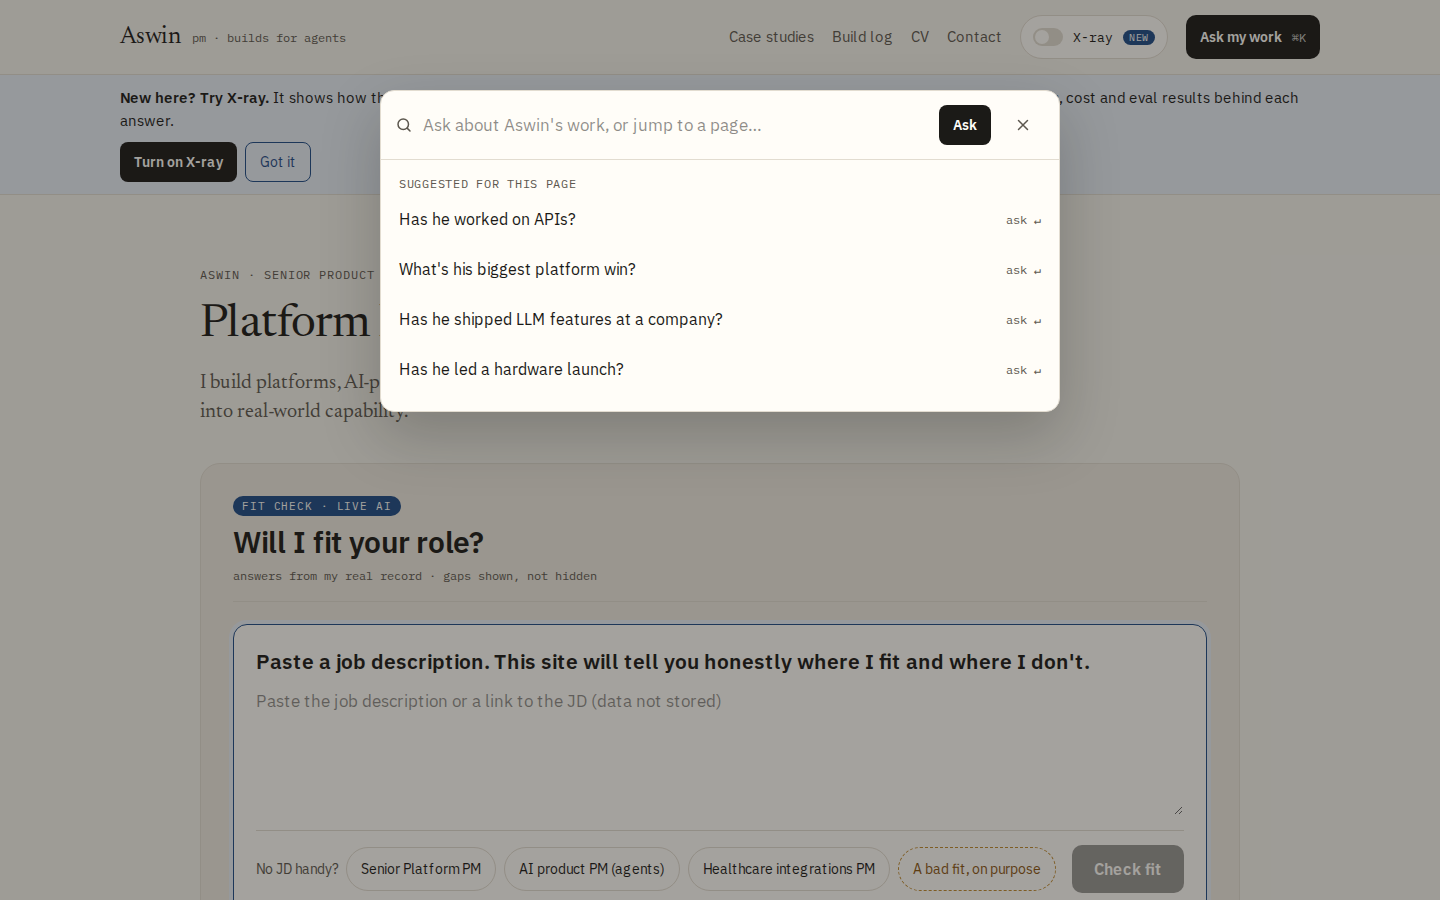 Aswin pm · builds for agents
Case studies Build log CV Contact X-ray NEW Ask my work ⌘K
New here? Try X-ray. It shows how th , cost and eval results behind each
answer.
Turn on X-ray Got it
Ask about Aswin's work, or jump to a page...
Ask
SUGGESTED FOR THIS PAGE
Has he worked on APIs? ask ↵
What's his biggest platform win? ask ↵
Has he shipped LLM features at a company? ask ↵
Has he led a hardware launch? ask ↵
ASWIN · SENIOR PRODUCT
Platform
I build platforms, AI-p
into real-world capability.
FIT CHECK · LIVE AI
Will I fit your role?
answers from my real record · gaps shown, not hidden
Paste a job description. This site will tell you honestly where I fit and where I don't.
Paste the job description or a link to the JD (data not stored)
No JD handy? Senior Platform PM AI product PM (agents) Healthcare integrations PM A bad fit, on purpose Check fit